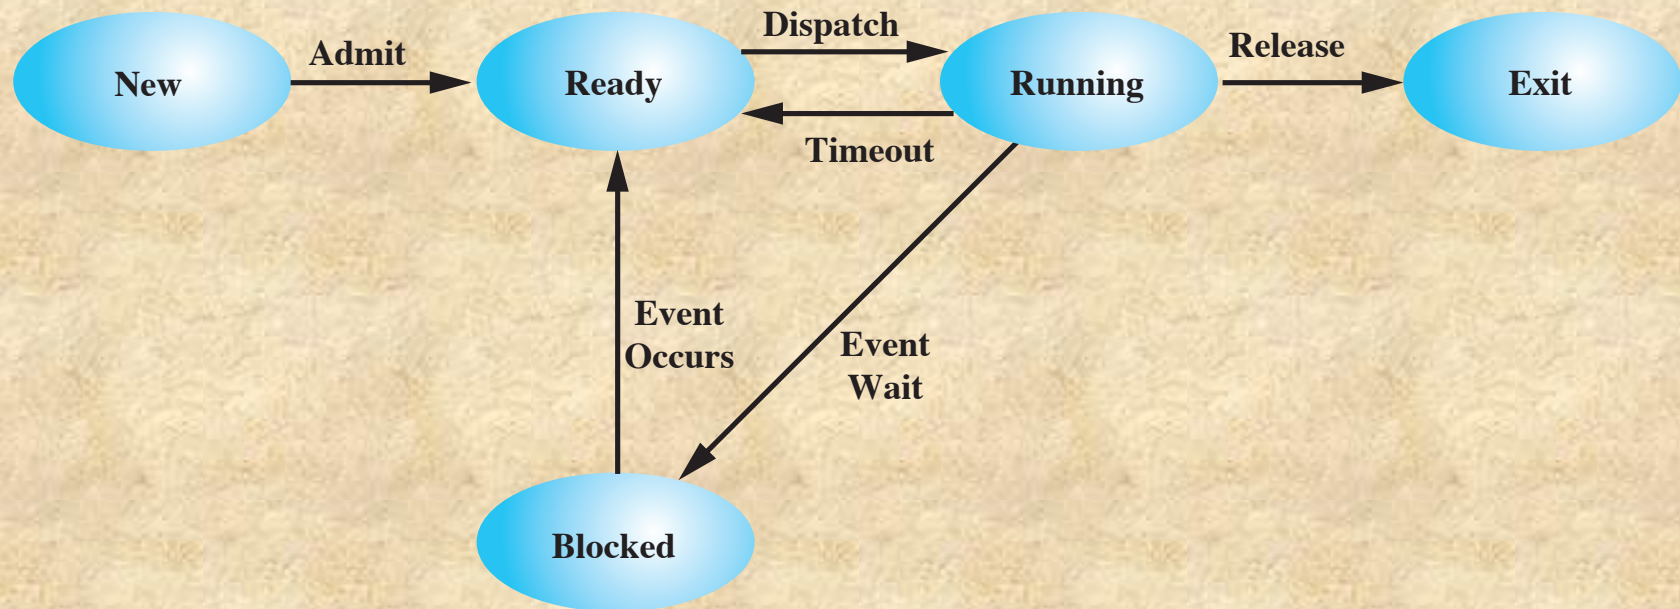 Dispatch
Admit
Release
New
Ready
Running
Exit
Timeout
Event
Occurs
Event
Wait
Blocked